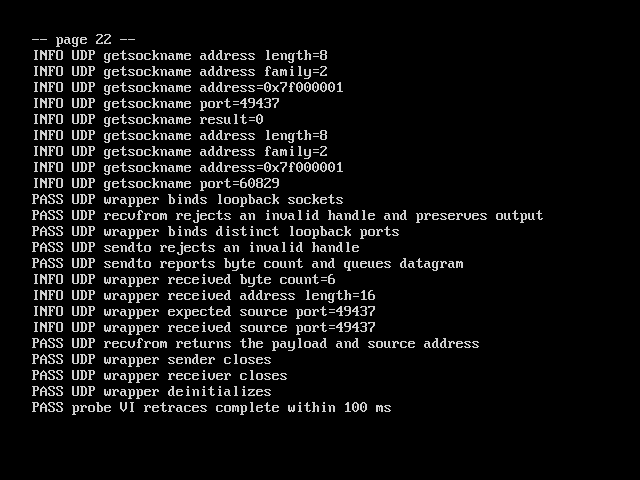 -- page 22 --
INFO UDP getsockname address length=8
INFO UDP getsockname address family=2
INFO UDP getsockname address=0x7f000001
INFO UDP getsockname port=49437
INFO UDP getsockname result=0
INFO UDP getsockname address length=8
INFO UDP getsockname address family=2
INFO UDP getsockname address=0x7f000001
INFO UDP getsockname port=60829
PASS UDP wrapper binds loopback sockets
PASS UDP recvfrom rejects an invalid handle and preserves output
PASS UDP wrapper binds distinct loopback ports
PASS UDP sendto rejects an invalid handle
PASS UDP sendto reports byte count and queues datagram
INFO UDP wrapper received byte count=6
INFO UDP wrapper received address length=16
INFO UDP wrapper expected source port=49437
INFO UDP wrapper received source port=49437
PASS UDP recvfrom returns the payload and source address
PASS UDP wrapper sender closes
PASS UDP wrapper receiver closes
PASS UDP wrapper deinitializes
PASS probe VI retraces complete within 100 ms